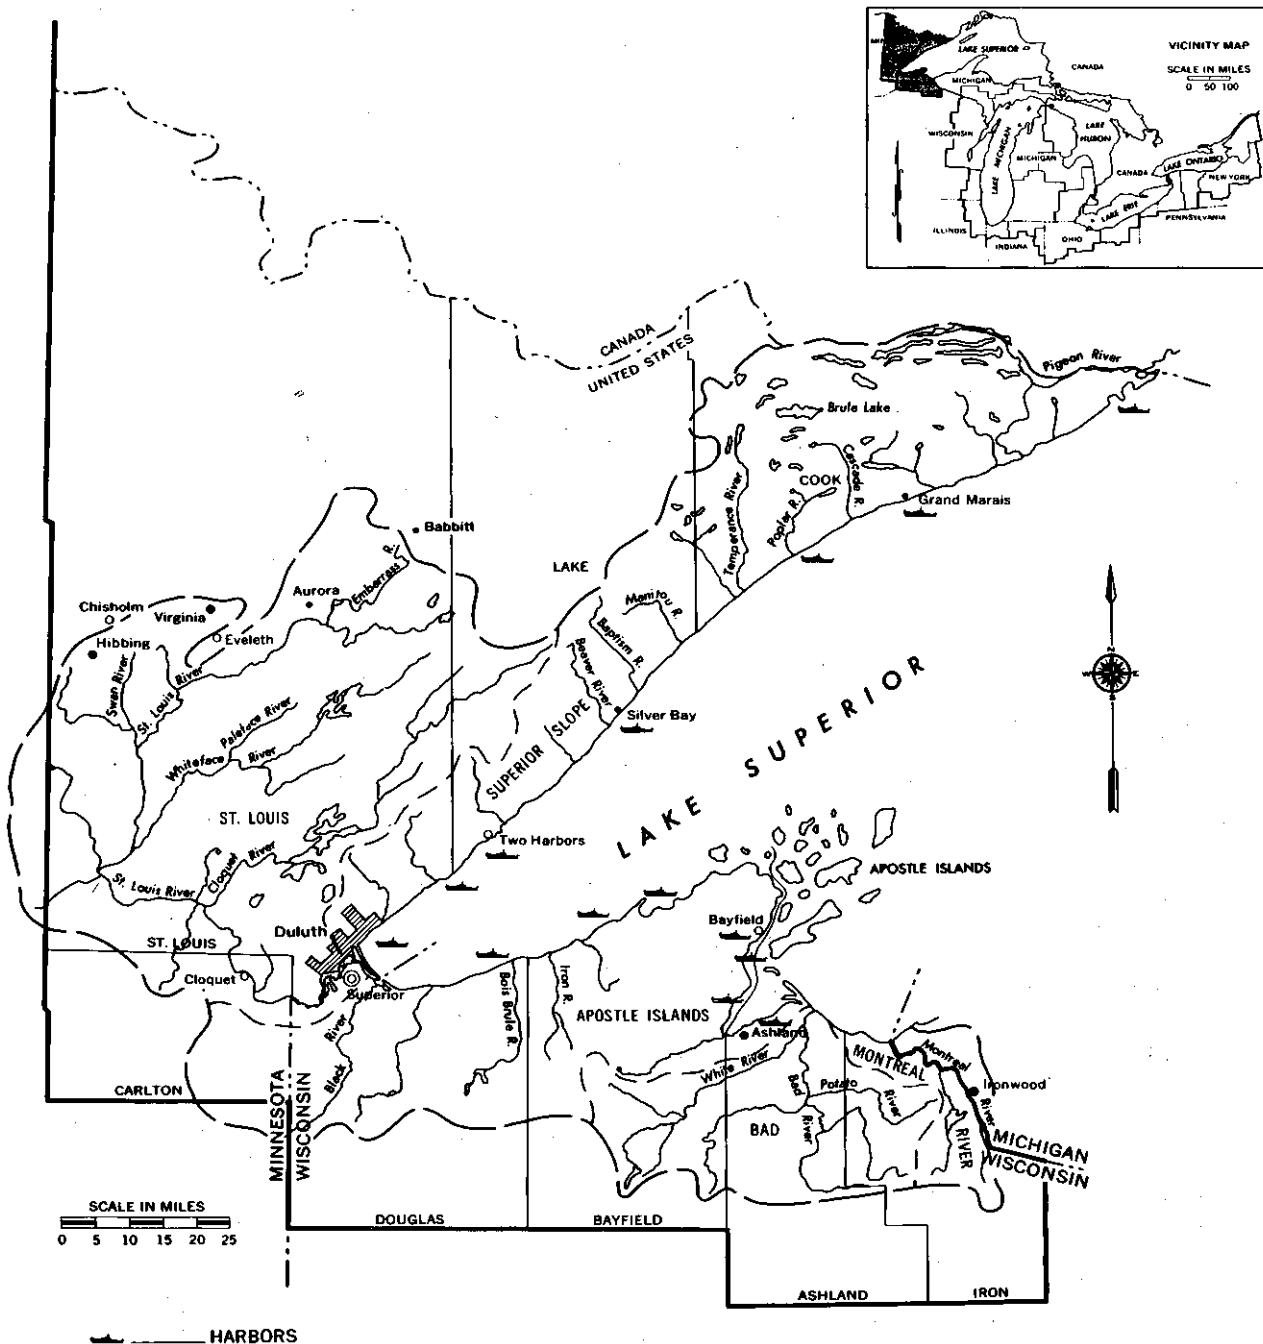 VICINITY MAP
SCALE IN MILES
0 50 100
LAKE SUPERIOR
CANADA
MICHIGAN
WISCONSIN
LAKE MICHIGAN
MICHIGAN
LAKE HURON
CANADA
LAKE ONTARIO
NEW YORK
LAKE ERIE
PENNSYLVANIA
ILLINOIS
INDIANA
OHIO
CANADA
UNITED STATES
Pigeon River
Brule Lake
Cascade R.
COOK
Grand Marais
Temperance River
Poplar R.
Babbitt
LAKE
Embarrass R.
Aurora
Manitou R.
Chisholm
Virginia
Eveleth
Hibbing
Baptism R.
Beaver River
Swan River
St. Louis River
N
W E
S
Silver Bay
Paleface River
Whiteface River
SUPERIOR SLOPE
LAKE SUPERIOR
ST. LOUIS
Two Harbors
Cloquet River
St. Louis River
APOSTLE ISLANDS
Duluth
Bayfield
ST. LOUIS
Cloquet
Superior
Bois Brule R.
Iron R.
APOSTLE ISLANDS
Ashland
White River
MONTREAL RIVER
Montreal River
Ironwood
Black River
Bad River
Potato River
BAD
CARLTON
MINNESOTA
WISCONSIN
MICHIGAN
WISCONSIN
SCALE IN MILES
0 5 10 15 20 25
DOUGLAS
BAYFIELD
ASHLAND
IRON
HARBORS